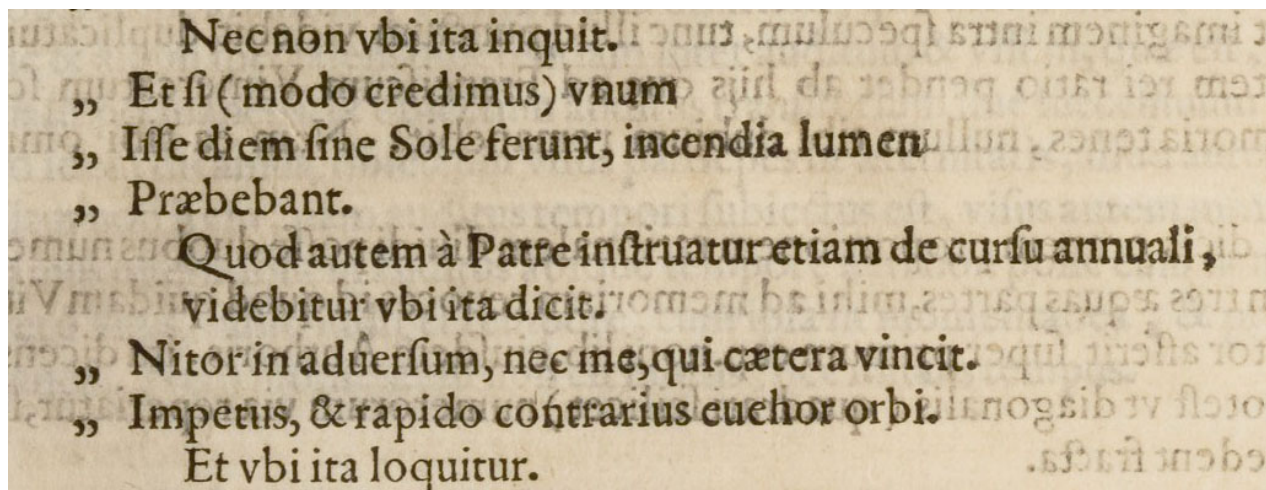 Nec non vbi ita inquit.
„ Et ſi (modo credimus) vnum
„ Iſſe diem ſine Sole ferunt, incendia lumen
„ Præbebant.
Quod autem à Patre inſtruatur etiam de curſu annuali,
videbitur vbi ita dicit.
„ Nitor in aduerſum, nec me, qui cætera vincit.
„ Impetus, & rapido contrarius euehor orbi.
Et vbi ita loquitur.